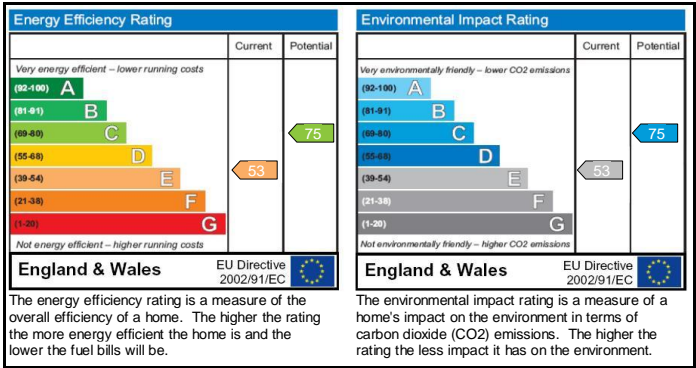 Energy Efficiency Rating
Current Potential
Very energy efficient – lower running costs
(92-100) A
(81-91) B
(69-80) C
75
(55-68) D
(39-54) E
53
(21-38) F
(1-20) G
Not energy efficient – higher running costs
England & Wales
EU Directive
2002/91/EC
The energy efficiency rating is a measure of the
overall efficiency of a home. The higher the rating
the more energy efficient the home is and the
lower the fuel bills will be.
Environmental Impact Rating
Current Potential
Very environmentally friendly – lower CO2 emissions
(92-100) A
(81-91) B
(69-80) C
75
(55-68) D
(39-54) E
53
(21-38) F
(1-20) G
Not environmentally friendly – higher CO2 emissions
England & Wales
EU Directive
2002/91/EC
The environmental impact rating is a measure of a
home's impact on the environment in terms of
carbon dioxide (CO2) emissions. The higher the
rating the less impact it has on the environment.